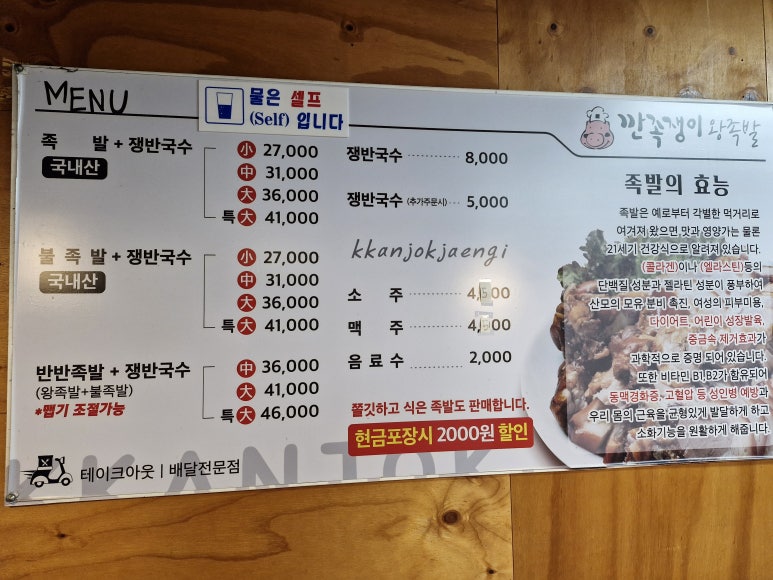 MENU
물은 셀프
(Self) 입니다
족 발 + 쟁반국수
국내산
小 27,000
中 31,000
大 36,000
특大 41,000
불 족 발 + 쟁반국수
국내산
小 27,000
中 31,000
大 36,000
특大 41,000
반반족발 + 쟁반국수
(왕족발+불족발)
*맵기 조절가능
中 36,000
大 41,000
특大 46,000
테이크아웃 | 배달전문점
KKANJOK
쟁반국수 8,000
쟁반국수 (추가주문시) 5,000
kkanjokjaengi
소 주 4,500
맥 주 4,500
음료수 2,000
쫄깃하고 식은 족발도 판매합니다.
현금포장시 2000원 할인
깐족쟁이 왕족발
족발의 효능
족발은 예로부터 각별한 먹거리로
여겨져 왔으면,맛과 영양가는 물론
21세기 건강식으로 알려져 있습니다.
(콜라겐)이나 (엘라스틴)등의
단백질 성분과 젤라틴 성분이 풍부하여
산모의 모유, 분비 촉진, 여성의 피부미용,
다이어트, 어린이 성장발육,
중금속 제거효과가
과학적으로 증명 되어 있습니다.
또한 비타민 B1,B2가 함유되어
동맥경화증, 고혈압 등 성인병 예방과
우리 몸의 근육을 균형있게 발달하게 하고
소화기능을 원활하게 해줍니다.